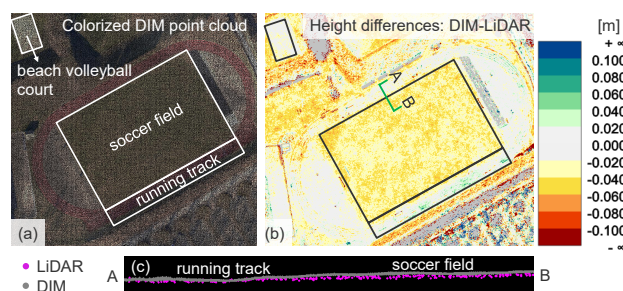 Colorized DIM point cloud
beach volleyball
court
soccer field
running track
(a)
Height differences: DIM-LiDAR
A
B
(b)
[m]
+ ∞
0.100
0.080
0.060
0.040
0.020
-0.020
-0.040
-0.060
-0.080
-0.100
- ∞
LiDAR
DIM
A
(c)
running track
soccer field
B